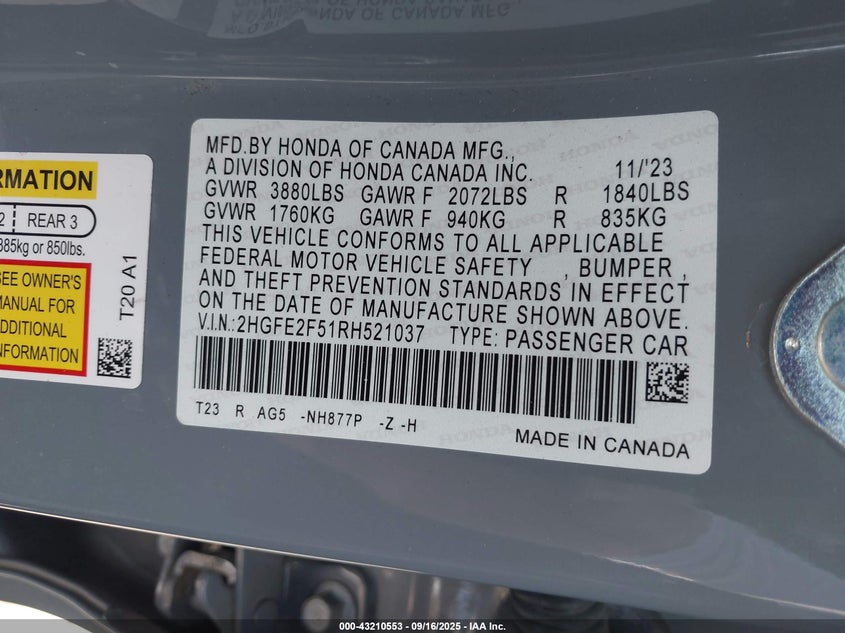 MFD.BY HONDA OF CANADA MFG.,
A DIVISION OF HONDA CANADA INC. 11/'23
GVWR 3880LBS GAWR F 2072LBS R 1840LBS
GVWR 1760KG GAWR F 940KG R 835KG
THIS VEHICLE CONFORMS TO ALL APPLICABLE
FEDERAL MOTOR VEHICLE SAFETY , BUMPER ,
AND THEFT PREVENTION STANDARDS IN EFFECT
ON THE DATE OF MANUFACTURE SHOWN ABOVE.
V.I.N.:2HGFE2F51RH521037 TYPE: PASSENGER CAR
T23 R AG5 -NH877P -Z -H
MADE IN CANADA
RMATION
2 REAR 3
385kg or 850lbs.
SEE OWNER'S
MANUAL FOR
ADDITIONAL
INFORMATION
T20 A1
000-43210553 - 09/16/2025 - IAA Inc.